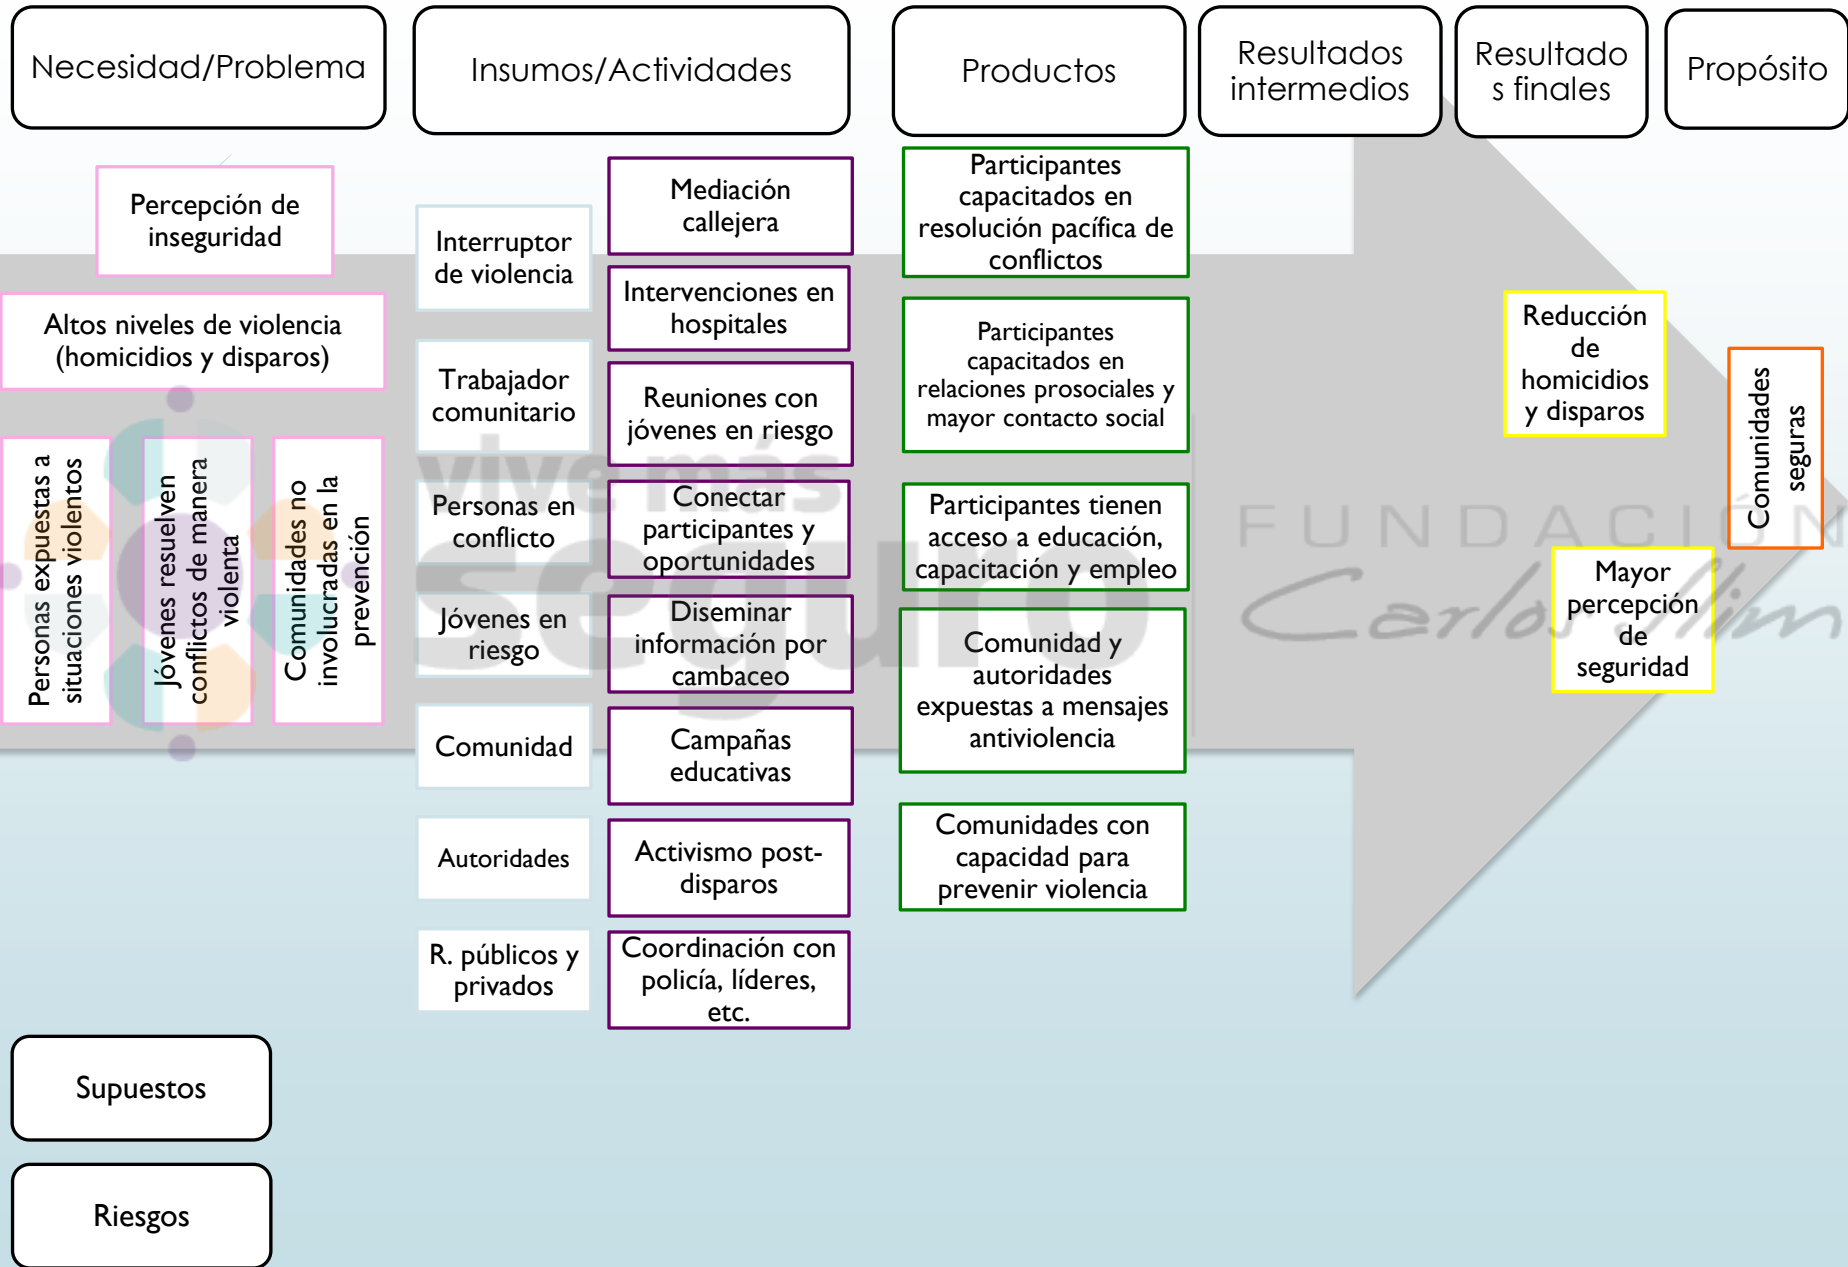 Necesidad/Problema
Insumos/Actividades
Productos
Resultados
intermedios
Resultado
s finales
Propósito
Percepción de
inseguridad
Altos niveles de violencia
(homicidios y disparos)
Personas expuestas a
situaciones violentos
Jóvenes resuelven
conflictos de manera
violenta
Comunidades no
involucradas en la
prevención
Interruptor
de violencia
Trabajador
comunitario
Personas en
conflicto
Jóvenes en
riesgo
Comunidad
Autoridades
R. públicos y
privados
Mediación
callejera
Intervenciones en
hospitales
Reuniones con
jóvenes en riesgo
Conectar
participantes y
oportunidades
Diseminar
información por
cambaceo
Campañas
educativas
Activismo post-
disparos
Coordinación con
policía, líderes,
etc.
Participantes
capacitados en
resolución pacífica de
conflictos
Participantes
capacitados en
relaciones prosociales y
mayor contacto social
Participantes tienen
acceso a educación,
capacitación y empleo
Comunidad y
autoridades
expuestas a mensajes
antiviolencia
Comunidades con
capacidad para
prevenir violencia
Reducción
de
homicidios
y disparos
Mayor
percepción
de
seguridad
Comunidades
seguras
vive más
seguro
FUNDACIÓN
Carlos Slim
Supuestos
Riesgos